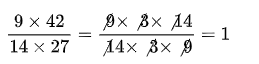 9 × 42 / 14 × 27 = 9 × 3 × 14 / 14 × 3 × 9 = 1